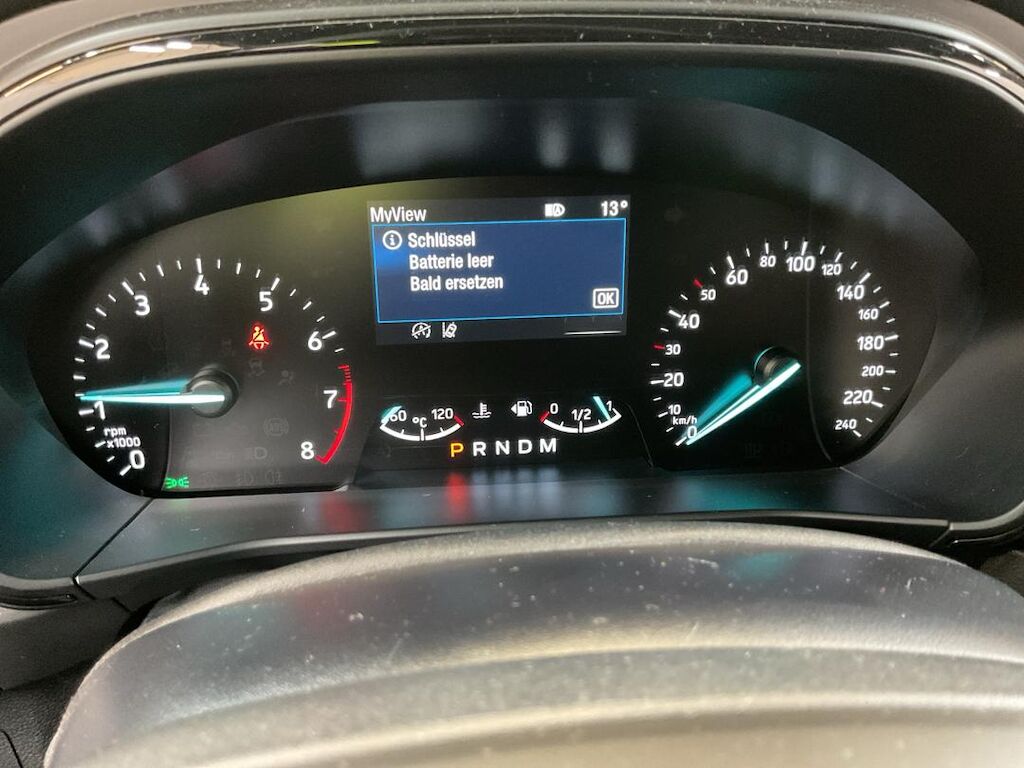 MyView 13°
Schlüssel
Batterie leer
Bald ersetzen
OK
0 1 2 3 4 5 6 7 8
rpm
x1000
60 °C 120
0 1/2 1
P R N D M
0 10 20 30 40 50 60 80 100 120 140 160 180 200 220 240
km/h